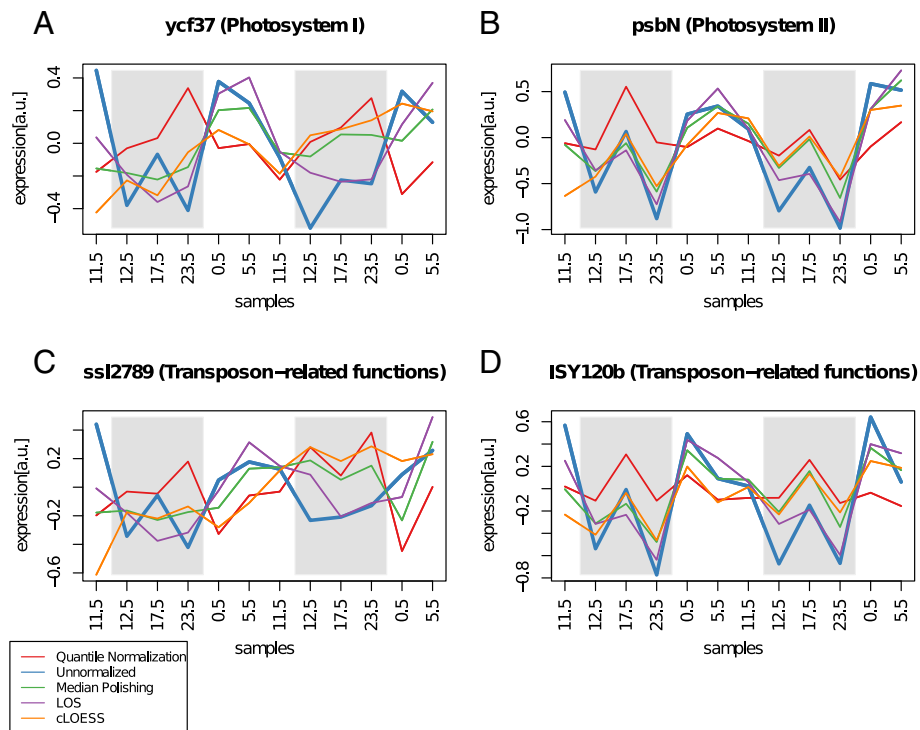 A
ycf37 (Photosystem I)
expression[a.u.]
0.4
0.0
−0.4
11.5
12.5
17.5
23.5
0.5
5.5
11.5
12.5
17.5
23.5
0.5
5.5
samples
B
psbN (Photosystem II)
expression[a.u.]
0.5
0.0
−0.5
−1.0
11.5
12.5
17.5
23.5
0.5
5.5
11.5
12.5
17.5
23.5
0.5
5.5
samples
C
ssl2789 (Transposon−related functions)
expression[a.u.]
0.2
−0.2
−0.6
11.5
12.5
17.5
23.5
0.5
5.5
11.5
12.5
17.5
23.5
0.5
5.5
samples
D
ISY120b (Transposon−related functions)
expression[a.u.]
0.6
0.2
−0.2
−0.8
11.5
12.5
17.5
23.5
0.5
5.5
11.5
12.5
17.5
23.5
0.5
5.5
samples
Quantile Normalization
Unnormalized
Median Polishing
LOS
cLOESS